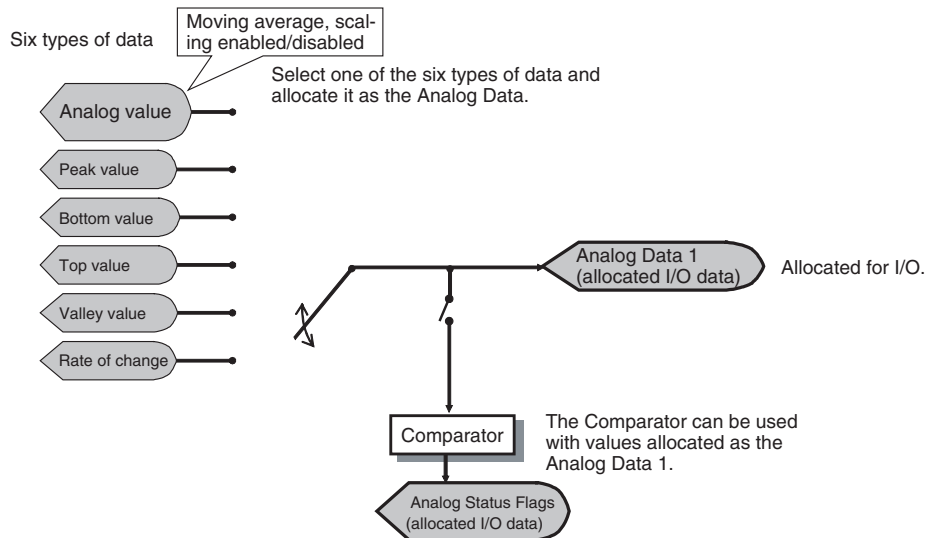 Six types of data
Moving average, scal-
ing enabled/disabled
Select one of the six types of data and
allocate it as the Analog Data.
Analog value
Peak value
Bottom value
Top value
Valley value
Rate of change
Analog Data 1
(allocated I/O data)
Allocated for I/O.
Comparator
The Comparator can be used
with values allocated as the
Analog Data 1.
Analog Status Flags
(allocated I/O data)